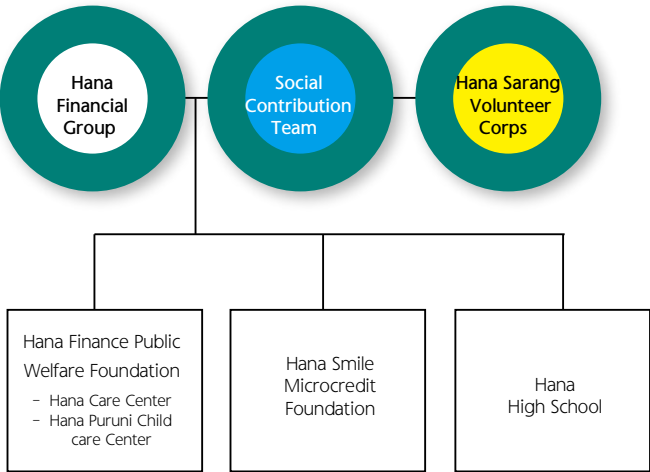 Hana
Financial
Group
Social
Contribution
Team
Hana Sarang
Volunteer
Corps
Hana Finance Public
Welfare Foundation
- Hana Care Center
- Hana Puruni Child
care Center
Hana Smile
Microcredit
Foundation
Hana
High School